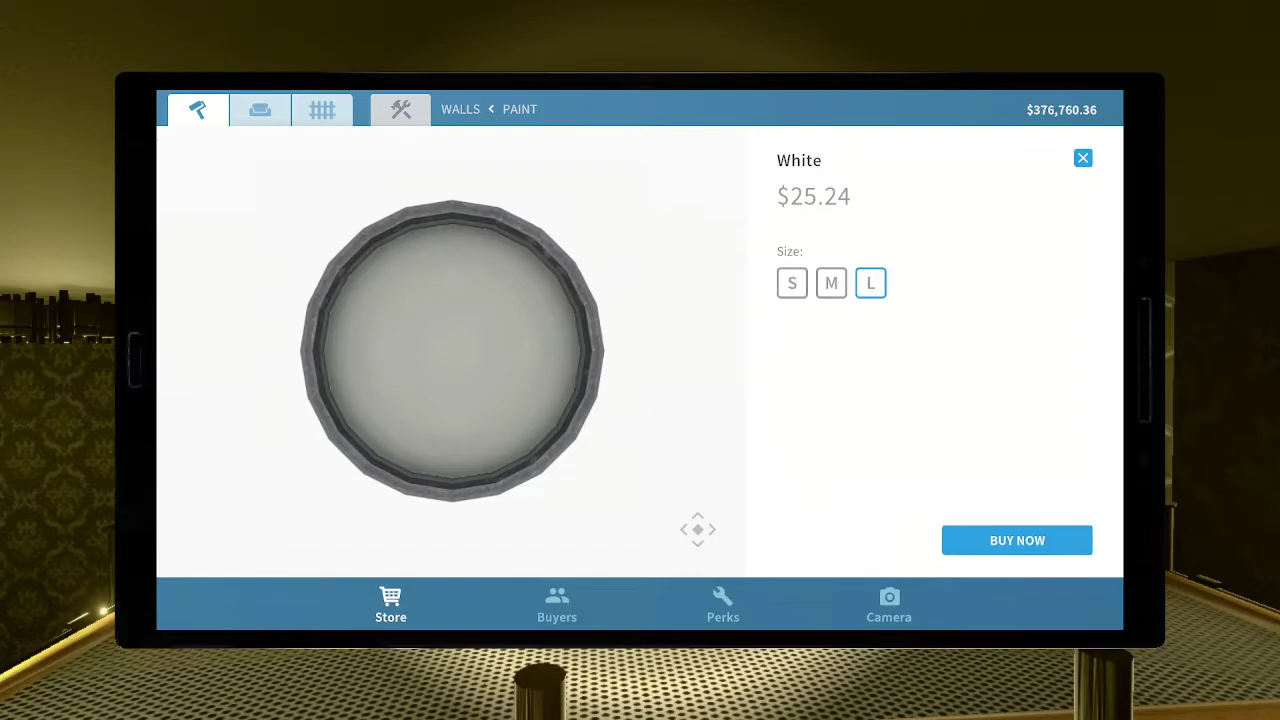 WALLS < PAINT
$376,760.36
White
$25.24
Size:
S M L
BUY NOW
Store Buyers Perks Camera